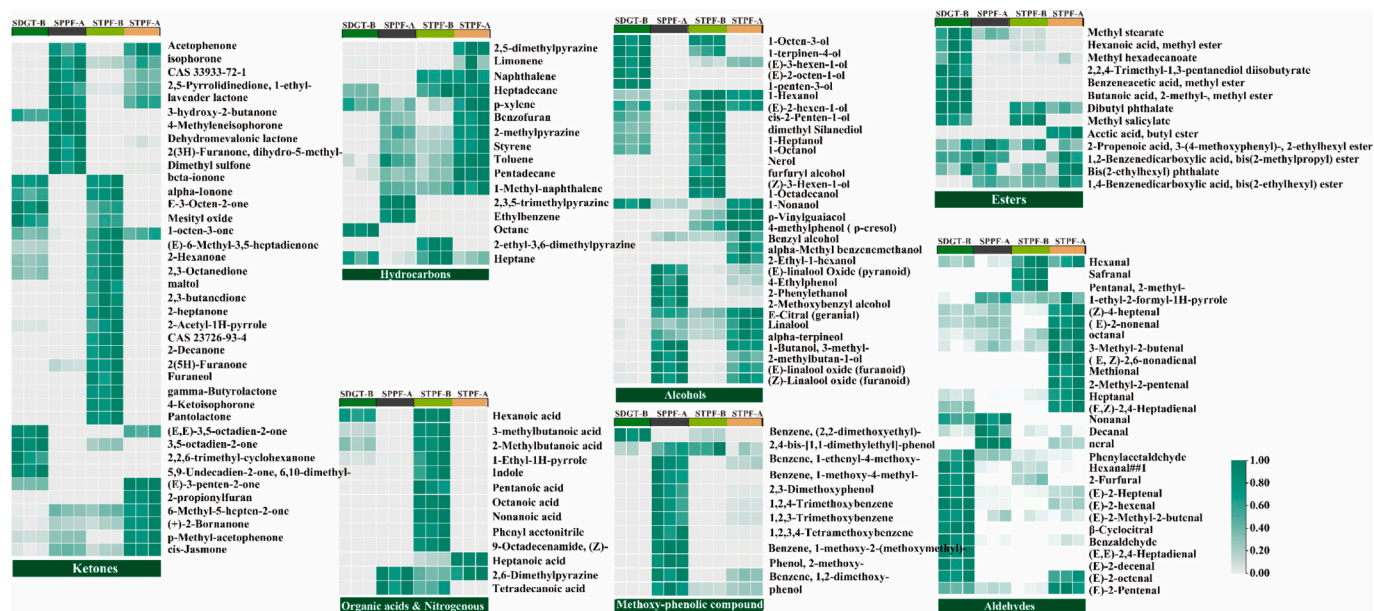 SDGT-B SPPF-A STPF-B STPF-A
Acetophenone
isophorone
CAS 33933-72-1
2,5-Pyrrolidinedione, 1-ethyl-
lavender lactone
3-hydroxy-2-butanone
4-Methyleneisophorone
Dehydromevalonic lactone
2(3H)-Furanone, dihydro-5-methyl-
Dimethyl sulfone
beta-ionone
alpha-Ionone
E-3-Octen-2-one
Mesityl oxide
1-octen-3-one
(E)-6-Methyl-3,5-heptadienone
2-Hexanone
2,3-Octanedione
maltol
2,3-butanedione
2-heptanone
2-Acetyl-1H-pyrrole
CAS 23726-93-4
2-Decanone
2(5H)-Furanone
Furaneol
gamma-Butyrolactone
4-Ketoisophorone
Pantolactone
(E,E)-3,5-octadien-2-one
3,5-octadien-2-one
2,2,6-trimethyl-cyclohexanone
5,9-Undecadien-2-one, 6,10-dimethyl-
(E)-3-penten-2-one
2-propionylfuran
6-Methyl-5-hepten-2-one
(+)-2-Bornanone
p-Methyl-acetophenone
cis-Jasmone
Ketones
SDGT-B SPPF-A STPF-B STPF-A
2,5-dimethylpyrazine
Limonene
Naphthalene
Heptadecane
p-xylene
Benzofuran
2-methylpyrazine
Styrene
Toluene
Pentadecane
1-Methyl-naphthalene
2,3,5-trimethylpyrazine
Ethylbenzene
Octane
2-ethyl-3,6-dimethylpyrazine
Heptane
Hydrocarbons
SDGT-B SPPF-A STPF-B STPF-A
Hexanoic acid
3-methylbutanoic acid
2-Methylbutanoic acid
1-Ethyl-1H-pyrrole
Indole
Pentanoic acid
Octanoic acid
Nonanoic acid
Phenyl acetonitrile
9-Octadecenamide, (Z)-
Heptanoic acid
2,6-Dimethylpyrazine
Tetradecanoic acid
Organic acids & Nitrogenous
SDGT-B SPPF-A STPF-B STPF-A
1-Octen-3-ol
1-terpinen-4-ol
(E)-3-hexen-1-ol
(E)-2-octen-1-ol
1-penten-3-ol
1-Hexanol
(E)-2-hexen-1-ol
cis-2-Penten-1-ol
dimethyl Silanediol
1-Heptanol
1-Octanol
Nerol
furfuryl alcohol
(Z)-3-Hexen-1-ol
1-Octadecanol
1-Nonanol
p-Vinylguaiacol
4-methylphenol ( p-cresol)
Benzyl alcohol
alpha-Methyl benzenemethanol
2-Ethyl-1-hexanol
(E)-linalool Oxide (pyranoid)
4-Ethylphenol
2-Phenylethanol
2-Methoxybenzyl alcohol
E-Citral (geranial)
Linalool
alpha-terpineol
1-Butanol, 3-methyl-
2-methylbutan-1-ol
(E)-linalool oxide (furanoid)
(Z)-Linalool oxide (furanoid)
Alcohols
SDGT-B SPPF-A STPF-B STPF-A
Benzene, (2,2-dimethoxyethyl)-
2,4-bis-[1,1-dimethylethyl]-phenol
Benzene, 1-ethenyl-4-methoxy-
Benzene, 1-methoxy-4-methyl-
2,3-Dimethoxyphenol
1,2,4-Trimethoxybenzene
1,2,3-Trimethoxybenzene
1,2,3,4-Tetramethoxybenzene
Benzene, 1-methoxy-2-(methoxymethyl)-
Phenol, 2-methoxy-
Benzene, 1,2-dimethoxy-
phenol
Methoxy-phenolic compound
SDGT-B SPPF-A STPF-B STPF-A
Methyl stearate
Hexanoic acid, methyl ester
Methyl hexadecanoate
2,2,4-Trimethyl-1,3-pentanediol diisobutyrate
Benzeneacetic acid, methyl ester
Butanoic acid, 2-methyl-, methyl ester
Dibutyl phthalate
Methyl salicylate
Acetic acid, butyl ester
2-Propenoic acid, 3-(4-methoxyphenyl)-, 2-ethylhexyl ester
1,2-Benzenedicarboxylic acid, bis(2-methylpropyl) ester
Bis(2-ethylhexyl) phthalate
1,4-Benzenedicarboxylic acid, bis(2-ethylhexyl) ester
Esters
SDGT-B SPPF-A STPF-B STPF-A
Hexanal
Safranal
Pentanal, 2-methyl-
1-ethyl-2-formyl-1H-pyrrole
(Z)-4-heptenal
( E)-2-nonenal
octanal
3-Methyl-2-butenal
( E, Z)-2,6-nonadienal
Methional
2-Methyl-2-pentenal
Heptanal
(E,Z)-2,4-Heptadienal
Nonanal
Decanal
neral
Phenylacetaldehyde
Hexanal##1
2-Furfural
(E)-2-Heptenal
(E)-2-hexenal
(E)-2-Methyl-2-butenal
β-Cyclocitral
Benzaldehyde
(E,E)-2,4-Heptadienal
(E)-2-decenal
(E)-2-octenal
(E)-2-Pentenal
Aldehydes
1.00
0.80
0.60
0.40
0.20
0.00